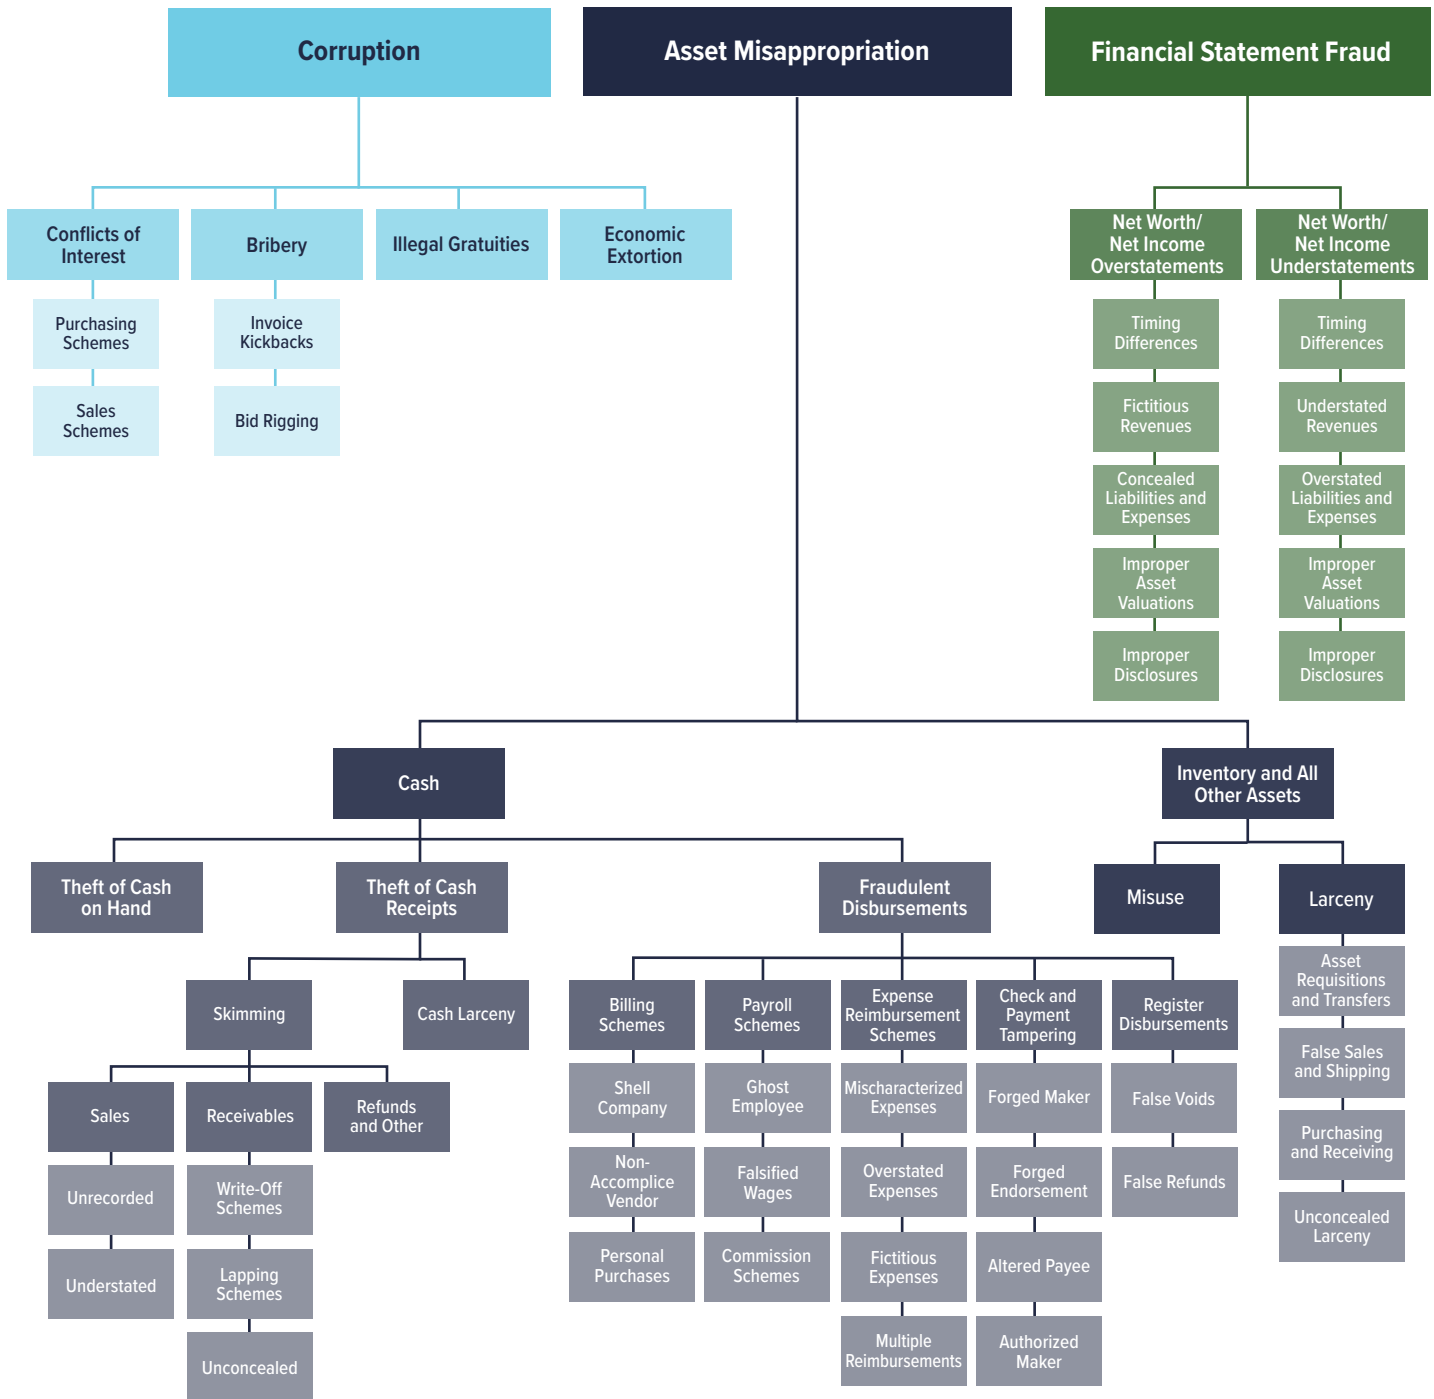 Corruption
Asset Misappropriation
Financial Statement Fraud
Conflicts of
Interest
Bribery
Illegal Gratuities
Economic
Extortion
Purchasing
Schemes
Sales
Schemes
Invoice
Kickbacks
Bid Rigging
Net Worth/
Net Income
Overstatements
Net Worth/
Net Income
Understatements
Timing
Differences
Fictitious
Revenues
Concealed
Liabilities and
Expenses
Improper
Asset
Valuations
Improper
Disclosures
Timing
Differences
Understated
Revenues
Overstated
Liabilities and
Expenses
Improper
Asset
Valuations
Improper
Disclosures
Cash
Inventory and All
Other Assets
Theft of Cash
on Hand
Theft of Cash
Receipts
Fraudulent
Disbursements
Misuse
Larceny
Skimming
Cash Larceny
Sales
Unrecorded
Understated
Receivables
Write-Off
Schemes
Lapping
Schemes
Unconcealed
Refunds
and Other
Billing
Schemes
Shell
Company
Non-
Accomplice
Vendor
Personal
Purchases
Payroll
Schemes
Ghost
Employee
Falsified
Wages
Commission
Schemes
Expense
Reimbursement
Schemes
Mischaracterized
Expenses
Overstated
Expenses
Fictitious
Expenses
Multiple
Reimbursements
Check and
Payment
Tampering
Forged Maker
Forged
Endorsement
Altered Payee
Authorized
Maker
Register
Disbursements
False Voids
False Refunds
Asset
Requisitions
and Transfers
False Sales
and Shipping
Purchasing
and Receiving
Unconcealed
Larceny